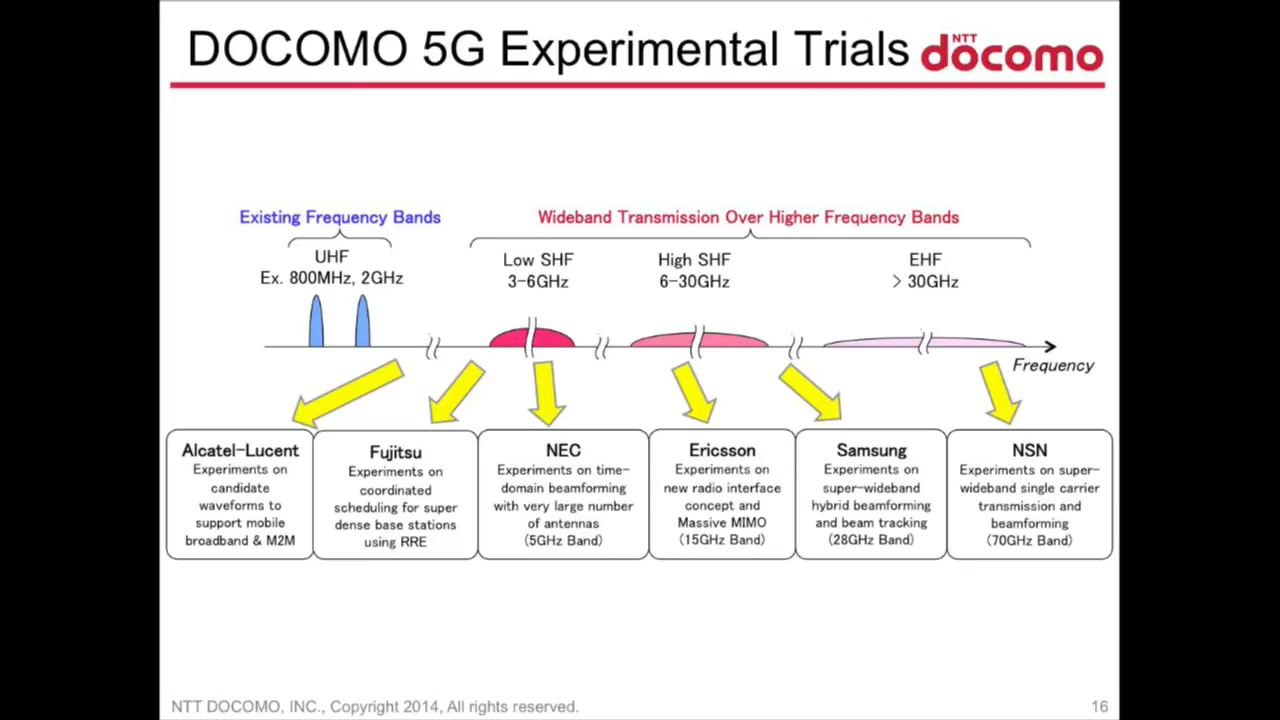 DOCOMO 5G Experimental Trials
NTT
döcomo
Existing Frequency Bands
Wideband Transmission Over Higher Frequency Bands
UHF
Ex. 800MHz, 2GHz
Low SHF
3-6GHz
High SHF
6-30GHz
EHF
> 30GHz
Frequency
Alcatel-Lucent
Experiments on
candidate
waveforms to
support mobile
broadband & M2M
Fujitsu
Experiments on
coordinated
scheduling for super
dense base stations
using RRE
NEC
Experiments on time-
domain beamforming
with very large number
of antennas
(5GHz Band)
Ericsson
Experiments on
new radio interface
concept and
Massive MIMO
(15GHz Band)
Samsung
Experiments on
super-wideband
hybrid beamforming
and beam tracking
(28GHz Band)
NSN
Experiments on super-
wideband single carrier
transmission and
beamforming
(70GHz Band)
NTT DOCOMO, INC., Copyright 2014, All rights reserved.
16